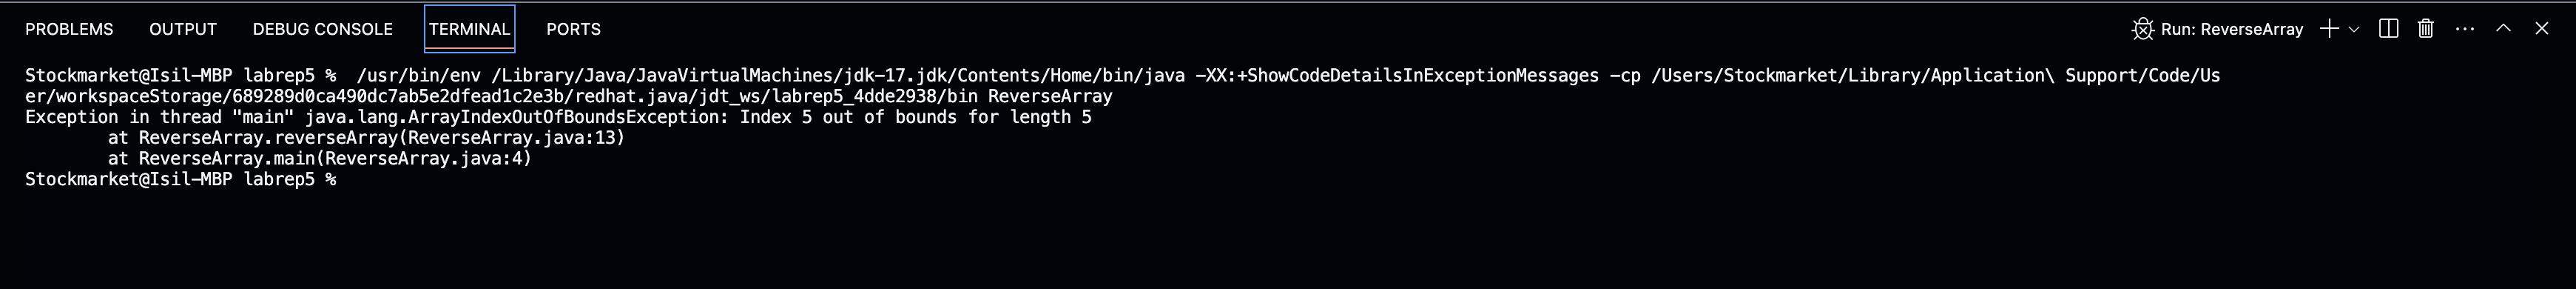 PROBLEMS OUTPUT DEBUG CONSOLE TERMINAL PORTS Run: ReverseArray
Stockmarket@Isil-MBP labrep5 %  /usr/bin/env /Library/Java/JavaVirtualMachines/jdk-17.jdk/Contents/Home/bin/java -XX:+ShowCodeDetailsInExceptionMessages -cp /Users/Stockmarket/Library/Application\ Support/Code/Us
er/workspaceStorage/689289d0ca490dc7ab5e2dfead1c2e3b/redhat.java/jdt_ws/labrep5_4dde2938/bin ReverseArray
Exception in thread "main" java.lang.ArrayIndexOutOfBoundsException: Index 5 out of bounds for length 5
        at ReverseArray.reverseArray(ReverseArray.java:13)
        at ReverseArray.main(ReverseArray.java:4)
Stockmarket@Isil-MBP labrep5 %